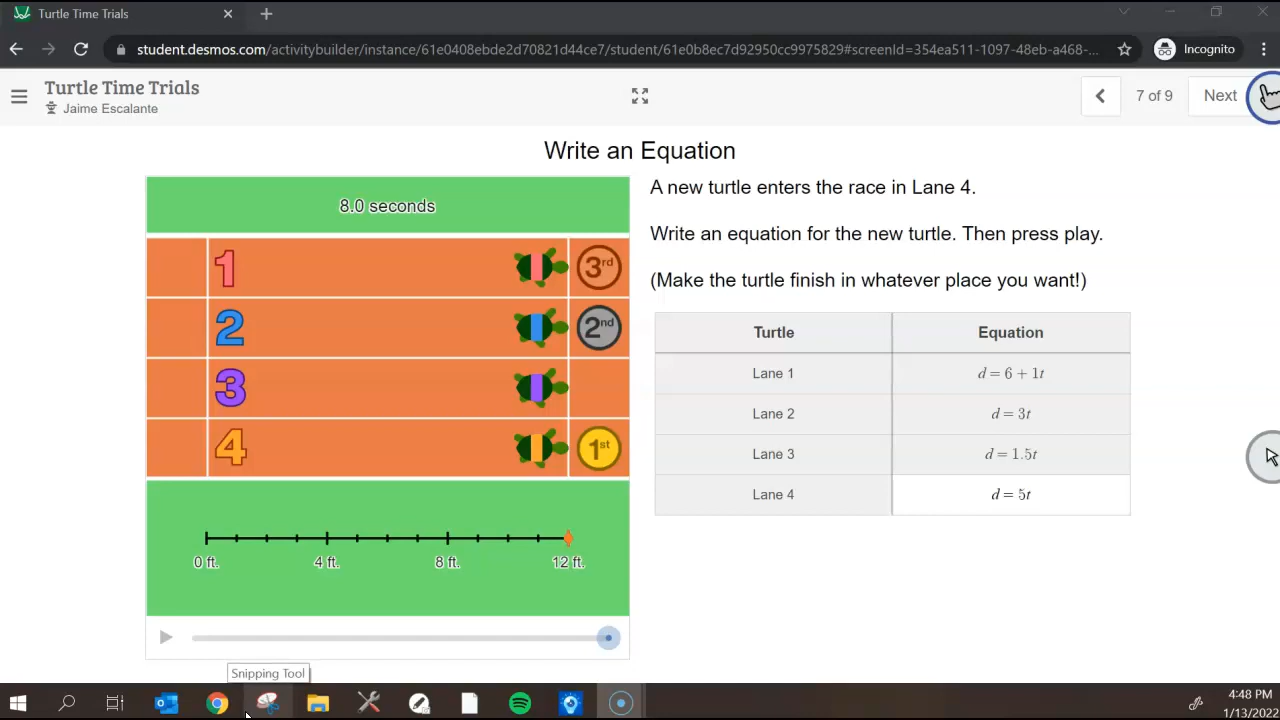 Turtle Time Trials
student.desmos.com/activitybuilder/instance/61e0408ebde2d70821d44ce7/student/61e0b8ec7d92950cc9975829#screenId=354ea511-1097-48eb-a468-...
Incognito
Turtle Time Trials
Jaime Escalante
7 of 9
Next
Write an Equation
8.0 seconds
1
3rd
2
2nd
3
4
1st
0 ft.
4 ft.
8 ft.
12 ft.
A new turtle enters the race in Lane 4.
Write an equation for the new turtle. Then press play.
(Make the turtle finish in whatever place you want!)
Turtle
Equation
Lane 1
d = 6 + 1t
Lane 2
d = 3t
Lane 3
d = 1.5t
Lane 4
d = 5t
Snipping Tool
4:48 PM
1/13/2022